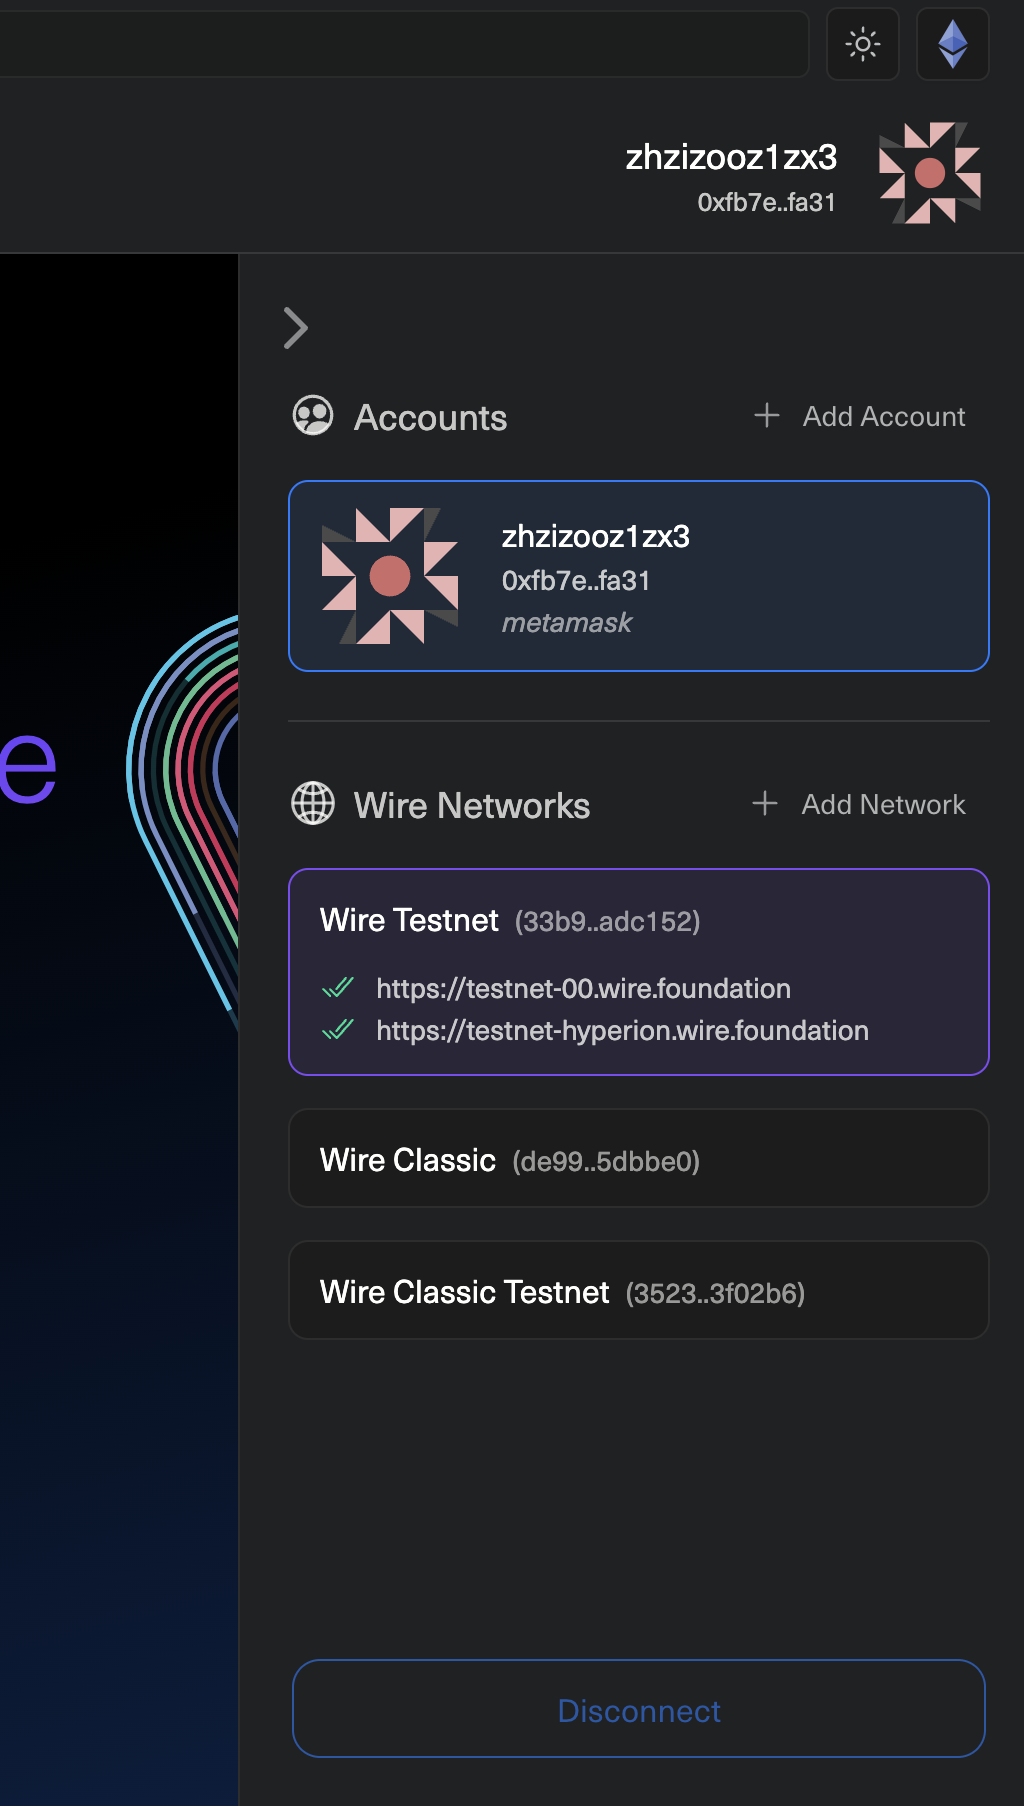 zhzizooz1zx3
0xfb7e..fa31
Accounts
Add Account
zhzizooz1zx3
0xfb7e..fa31
metamask
e
Wire Networks
Add Network
Wire Testnet (33b9..adc152)
https://testnet-00.wire.foundation
https://testnet-hyperion.wire.foundation
Wire Classic (de99..5dbbe0)
Wire Classic Testnet (3523..3f02b6)
Disconnect